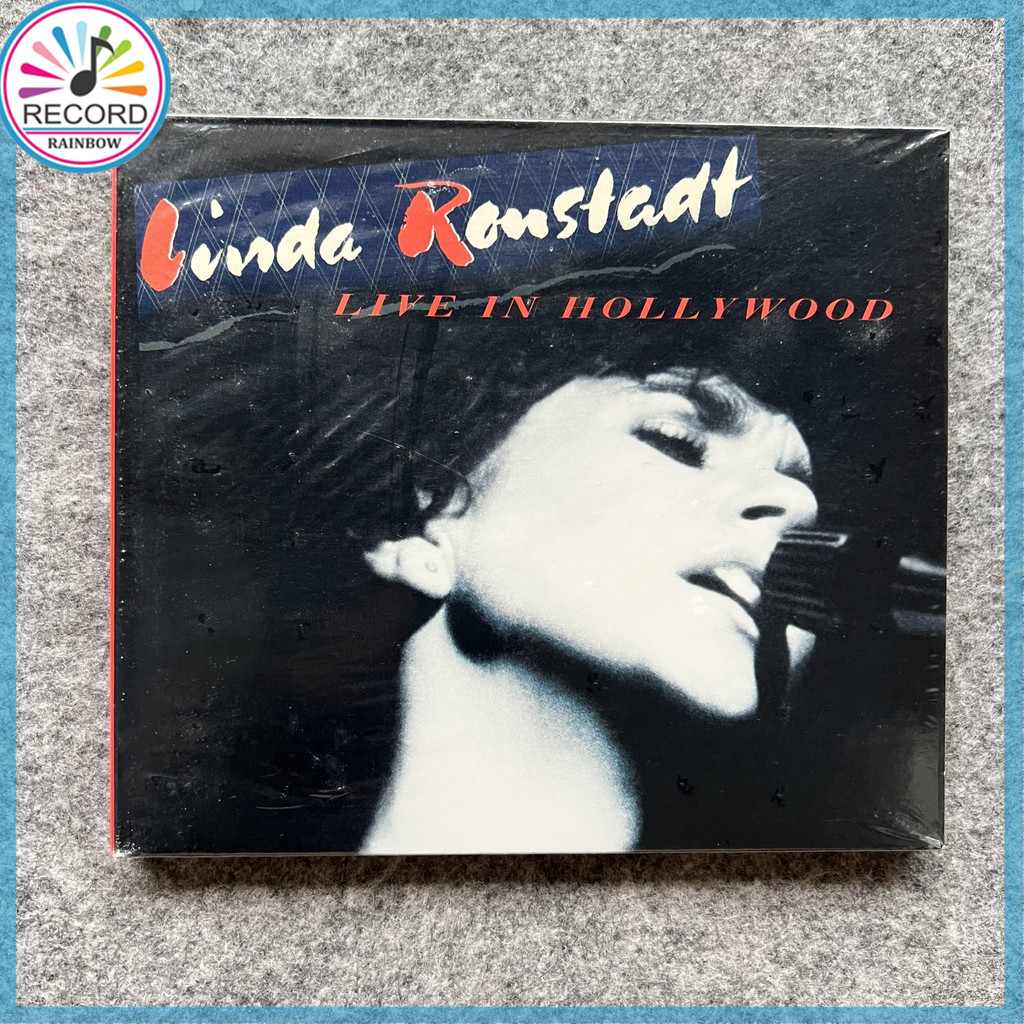 RECORD
RAINBOW
Linda Ronstadt
LIVE IN HOLLYWOOD